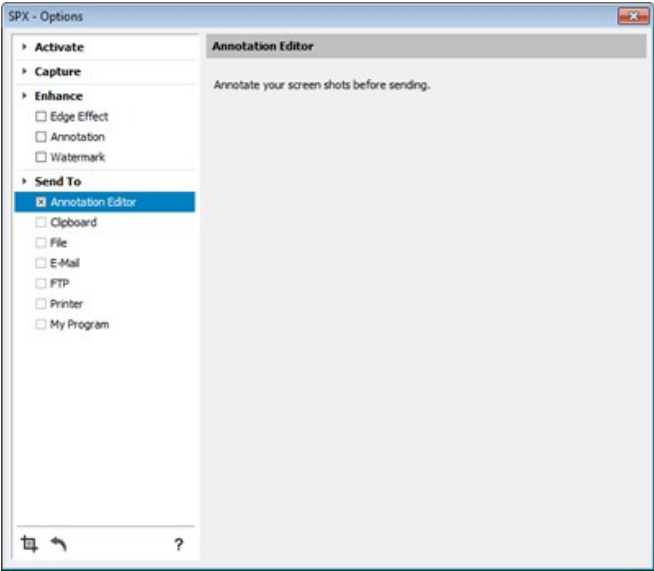 SPX - Options
Activate
Capture
Enhance
Edge Effect
Annotation
Watermark
Send To
Annotation Editor
Clipboard
File
E-Mail
FTP
Printer
My Program
?
Annotation Editor
Annotate your screen shots before sending.